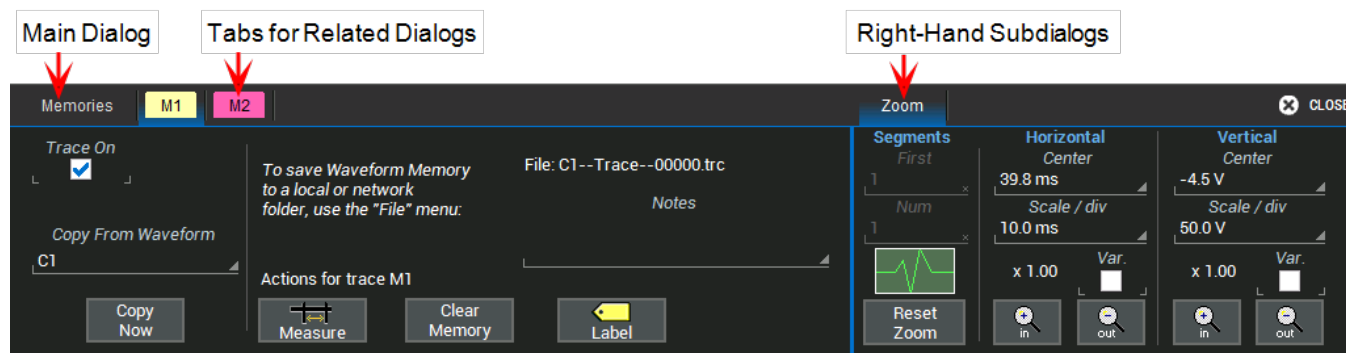 Main Dialog
Tabs for Related Dialogs
Right-Hand Subdialogs
Memories M1 M2
Zoom
CLOSE
Trace On
Copy From Waveform
C1
Copy
Now
To save Waveform Memory
to a local or network
folder, use the "File" menu:
Actions for trace M1
Measure
Clear
Memory
File: C1--Trace--00000.trc
Notes
Label
Segments
First
1
Num
1
Reset
Zoom
Horizontal
Center
39.8 ms
Scale / div
10.0 ms
x 1.00
Var.
in
out
Vertical
Center
-4.5 V
Scale / div
50.0 V
x 1.00
Var.
in
out